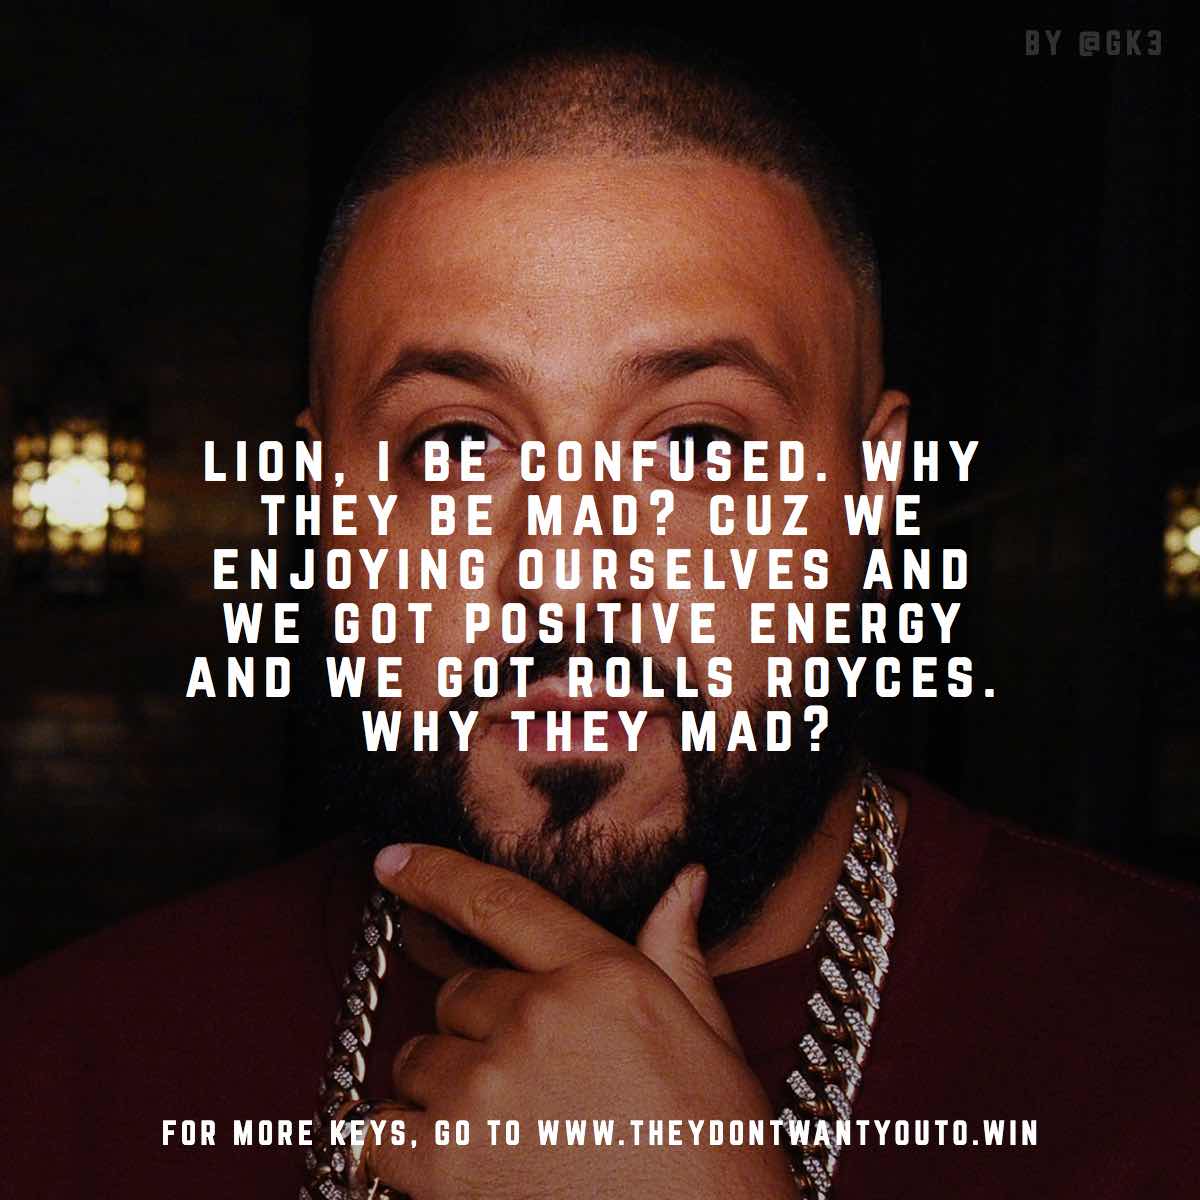 BY @GK3
LION, I BE CONFUSED. WHY
THEY BE MAD? CUZ WE
ENJOYING OURSELVES AND
WE GOT POSITIVE ENERGY
AND WE GOT ROLLS ROYCES.
WHY THEY MAD?
FOR MORE KEYS, GO TO WWW.THEYDONTWANTYOUTO.WIN